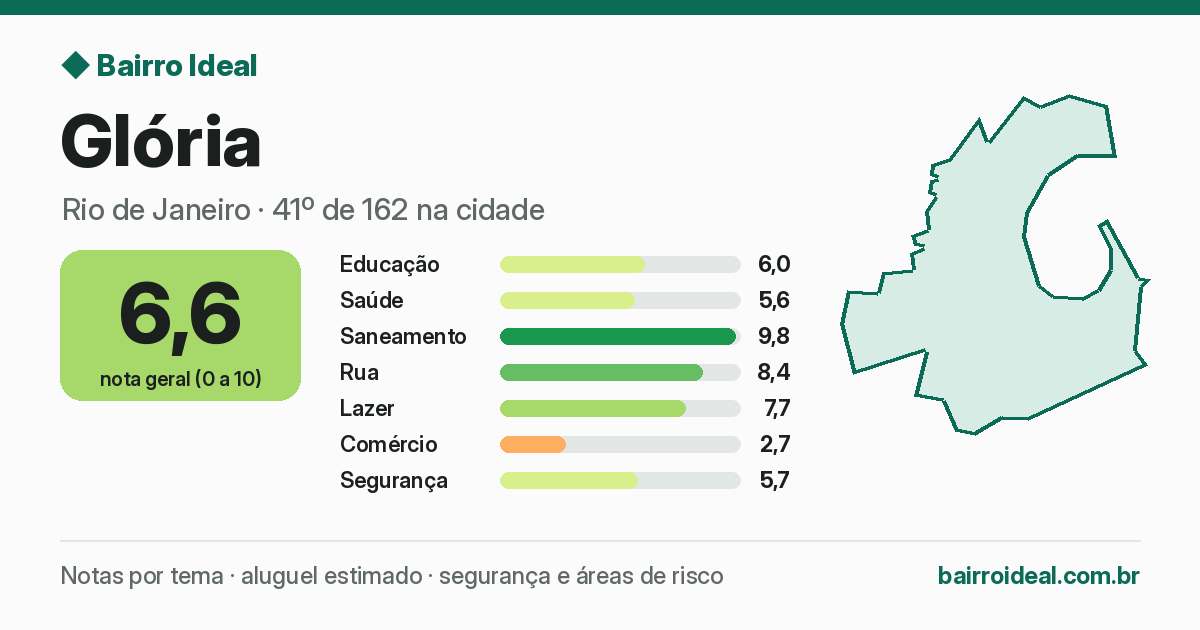 Bairro Ideal
Glória
Rio de Janeiro · 41º de 162 na cidade
6,6
nota geral (0 a 10)
Educação 6,0
Saúde 5,6
Saneamento 9,8
Rua 8,4
Lazer 7,7
Comércio 2,7
Segurança 5,7
Notas por tema · aluguel estimado · segurança e áreas de risco
bairroideal.com.br